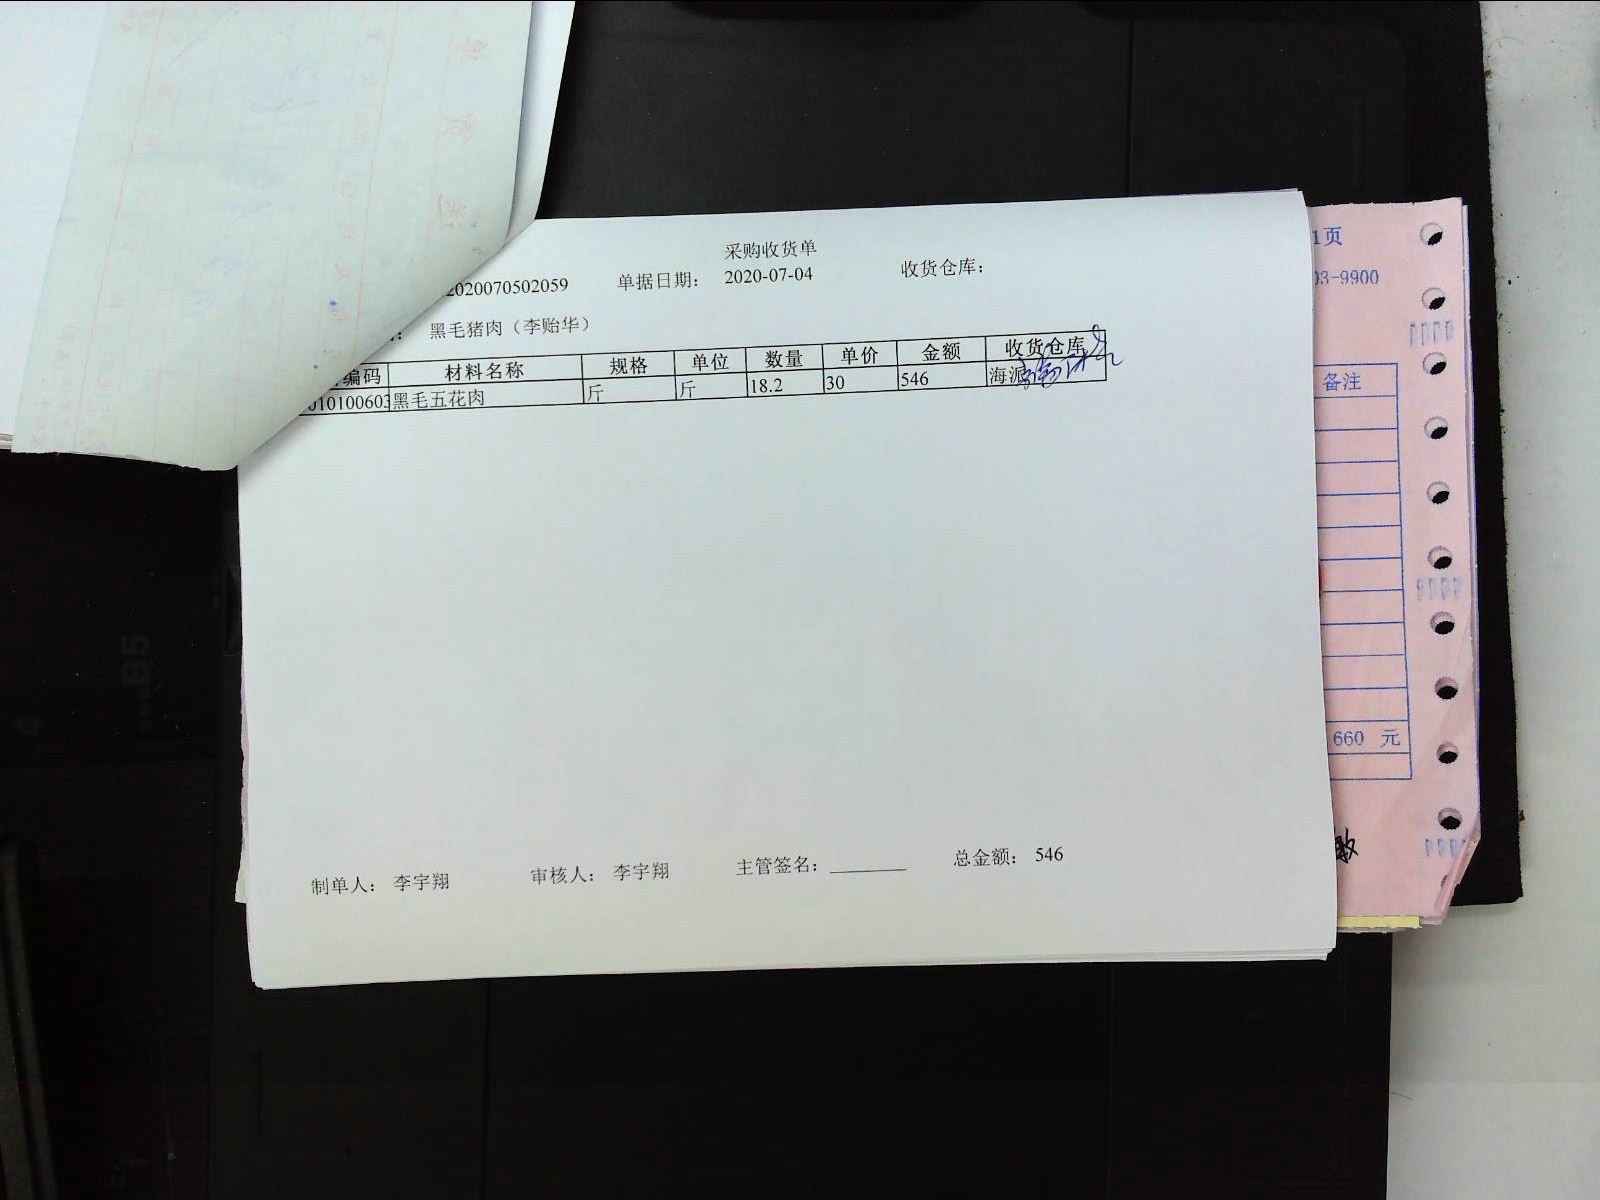 采购收货单
2020070502059 单据日期: 2020-07-04 收货仓库:
: 黑毛猪肉（李贻华）
编码 材料名称 规格 单位 数量 单价 金额 收货仓库
010100603 黑毛五花肉 斤 斤 18.2 30 546 海派
制单人: 李宇翔 审核人: 李宇翔 主管签名: 总金额: 546
1页
03-9900
备注
660 元